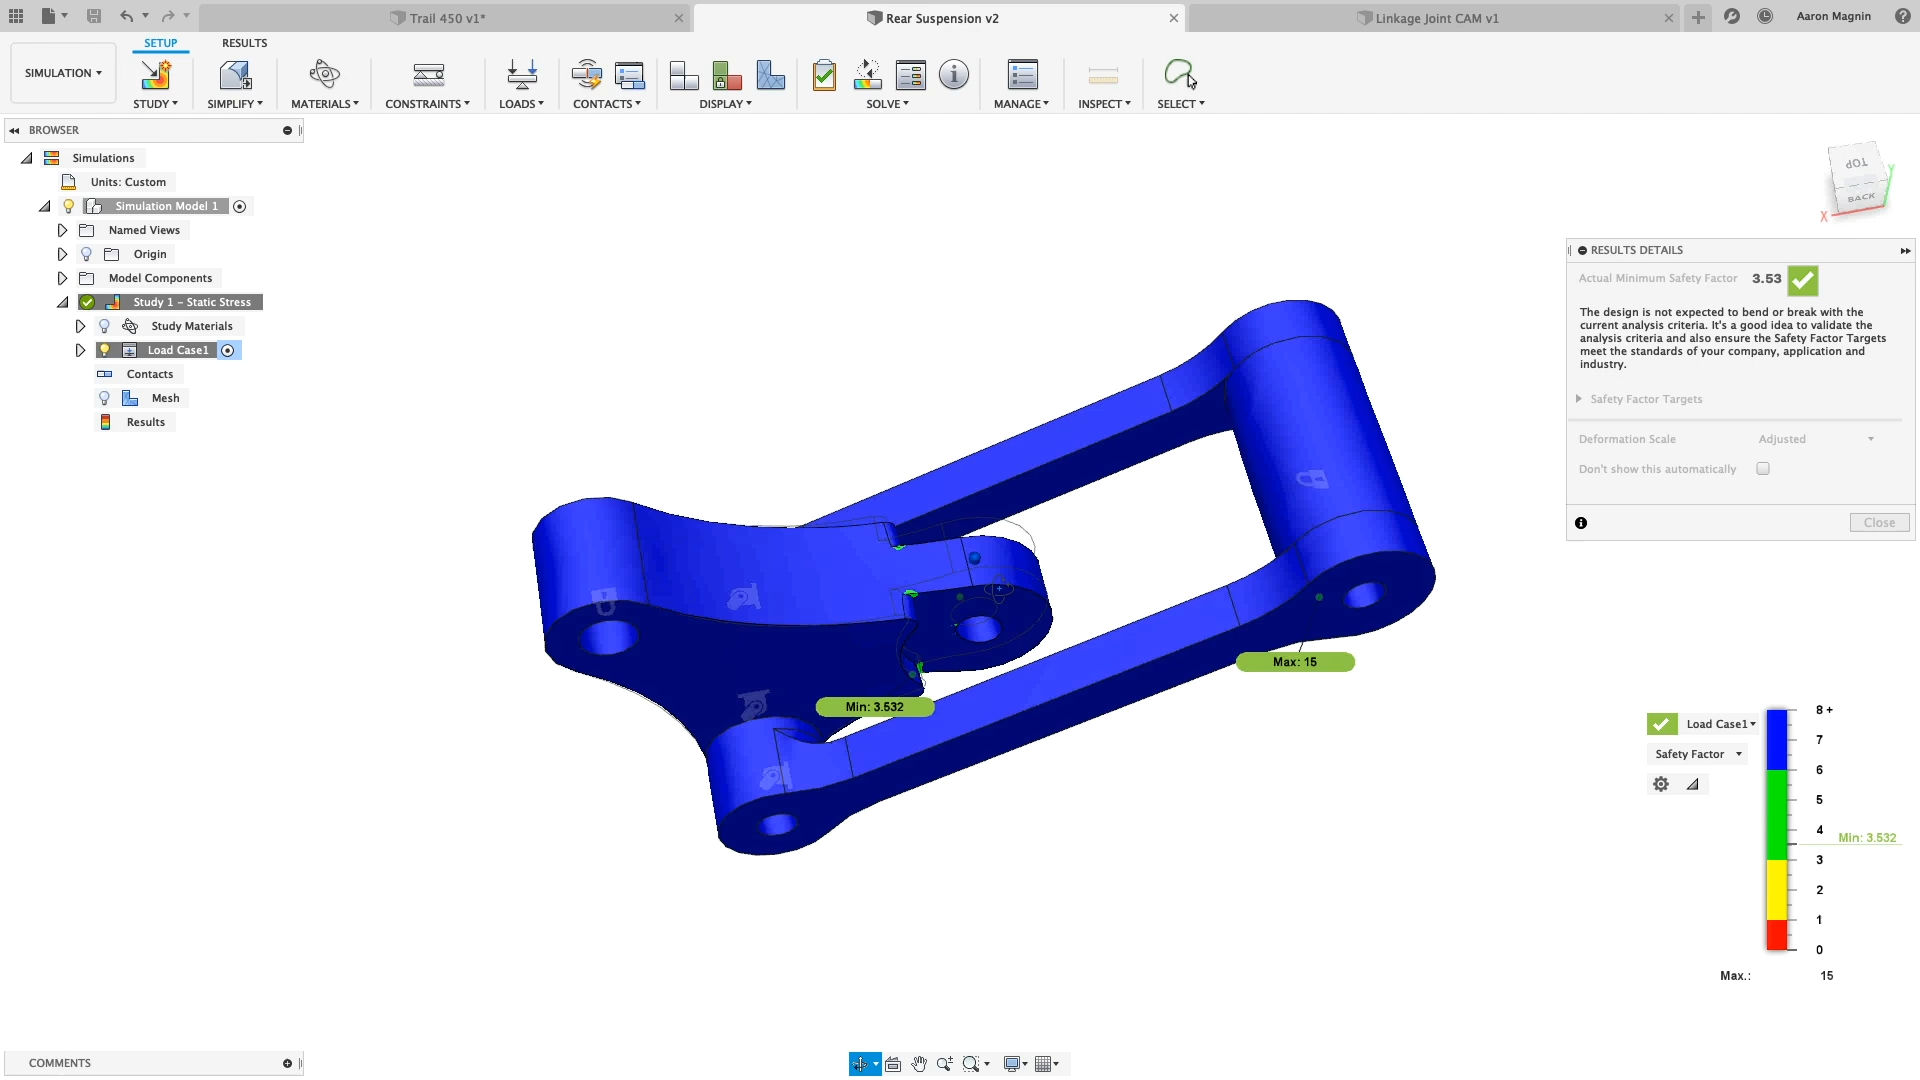 Trail 450 v1*
Rear Suspension v2
Linkage Joint CAM v1
Aaron Magnin
SETUP
RESULTS
SIMULATION
STUDY
SIMPLIFY
MATERIALS
CONSTRAINTS
LOADS
CONTACTS
DISPLAY
SOLVE
MANAGE
INSPECT
SELECT
BROWSER
Simulations
Units: Custom
Simulation Model 1
Named Views
Origin
Model Components
Study 1 - Static Stress
Study Materials
Load Case1
Contacts
Mesh
Results
TOP
BACK
X
Y
RESULTS DETAILS
Actual Minimum Safety Factor 3.53
The design is not expected to bend or break with the
current analysis criteria. It's a good idea to validate the
analysis criteria and also ensure the Safety Factor Targets
meet the standards of your company, application and
industry.
Safety Factor Targets
Deformation Scale Adjusted
Don't show this automatically
Close
Max: 15
Min: 3.532
Load Case1
Safety Factor
8 +
7
6
5
4
Min: 3.532
3
2
1
0
Max.: 15
COMMENTS